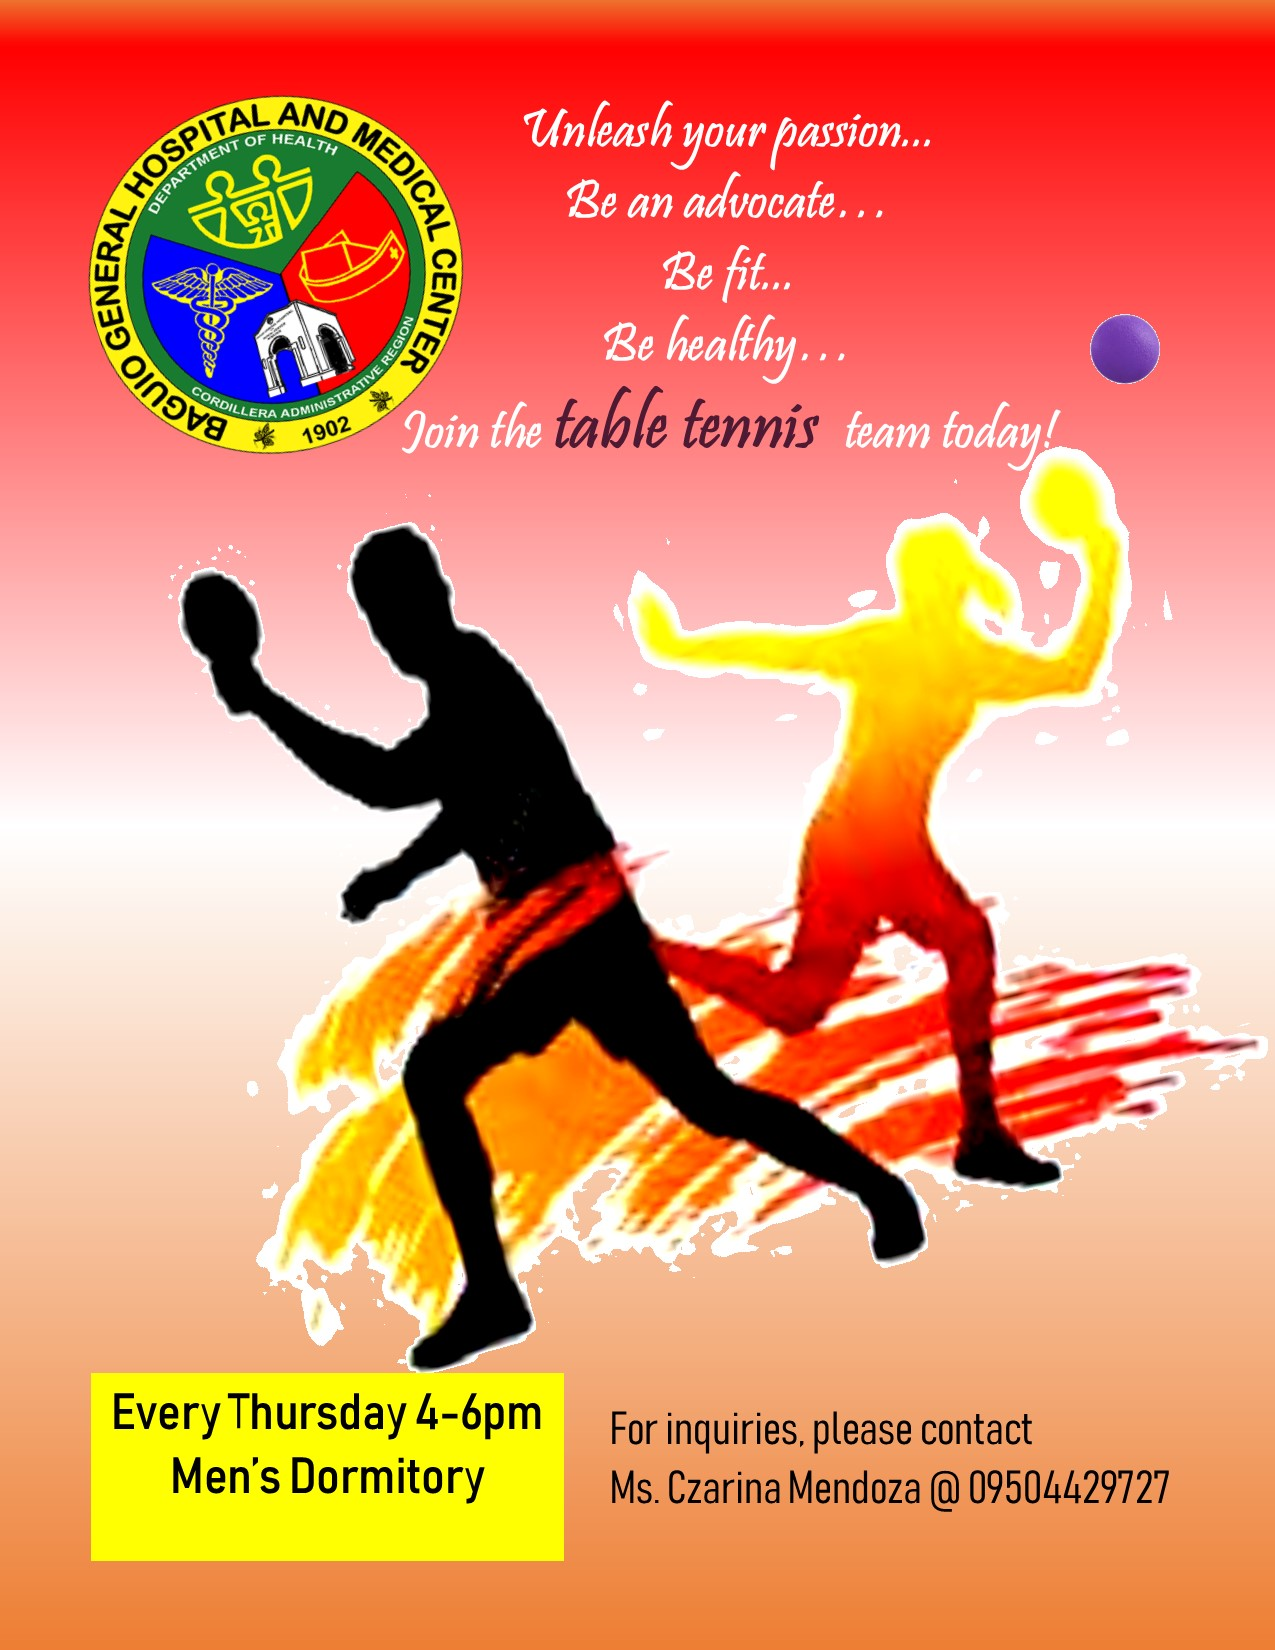 BAGUIO GENERAL HOSPITAL AND MEDICAL CENTER
DEPARTMENT OF HEALTH
CORDILLERA ADMINISTRATIVE REGION
1902
Unleash your passion...
Be an advocate...
Be fit...
Be healthy...
Join the table tennis team today!
Every Thursday 4-6pm
Men's Dormitory
For inquiries, please contact
Ms. Czarina Mendoza @ 09504429727